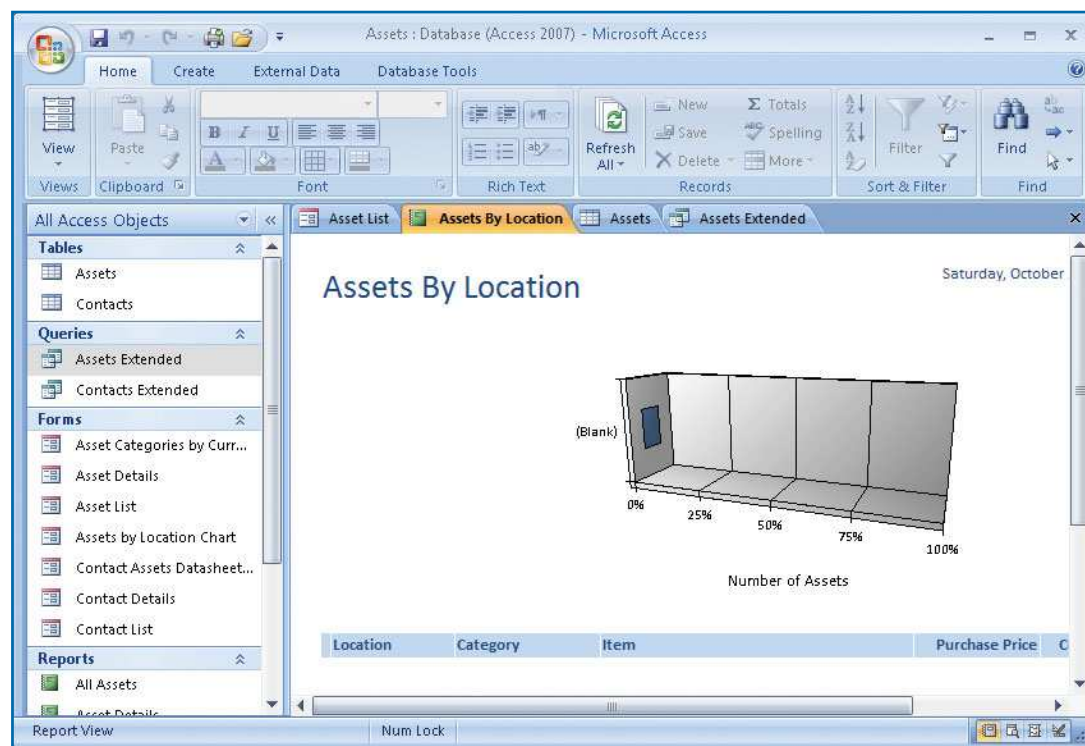 Assets : Database (Access 2007) - Microsoft Access
Home Create External Data Database Tools
View
Views
Paste
Clipboard
B I U
A
Font
ab
Rich Text
Refresh All
New
Save
Delete
Σ Totals
Spelling
More
Records
Filter
Sort & Filter
Find
Find
All Access Objects
Tables
Assets
Contacts
Queries
Assets Extended
Contacts Extended
Forms
Asset Categories by Curr...
Asset Details
Asset List
Assets by Location Chart
Contact Assets Datasheet...
Contact Details
Contact List
Reports
All Assets
Asset Details
Asset List Assets By Location Assets Assets Extended
Assets By Location
Saturday, October
(Blank)
0% 25% 50% 75% 100%
Number of Assets
Location Category Item Purchase Price C
Report View Num Lock